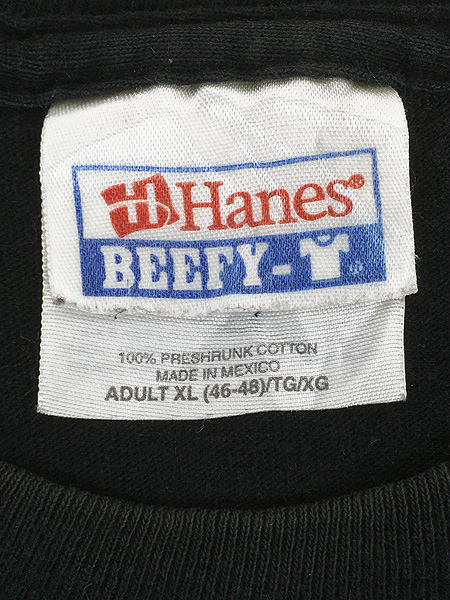 Hanes®
BEEFY-
100% PRESHRUNK COTTON
MADE IN MEXICO
ADULT XL (46-48)/TG/XG